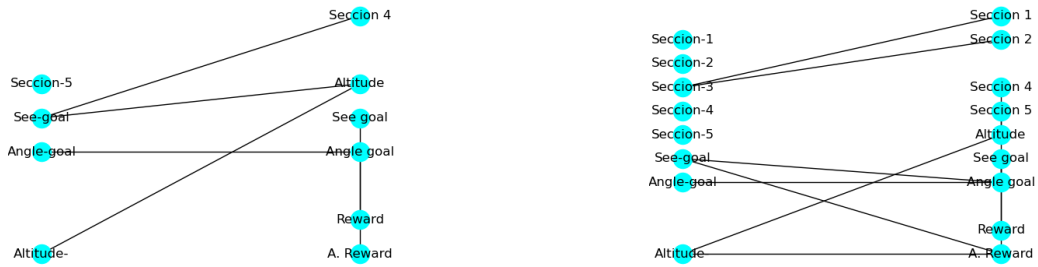 Seccion 4
Seccion-5
Altitude
See-goal
See goal
Angle-goal
Angle goal
Reward
Altitude-
A. Reward
Seccion 1
Seccion-1
Seccion 2
Seccion-2
Seccion-3
Seccion 4
Seccion-4
Seccion 5
Seccion-5
Altitude
See-goal
See goal
Angle-goal
Angle goal
Reward
Altitude-
A. Reward